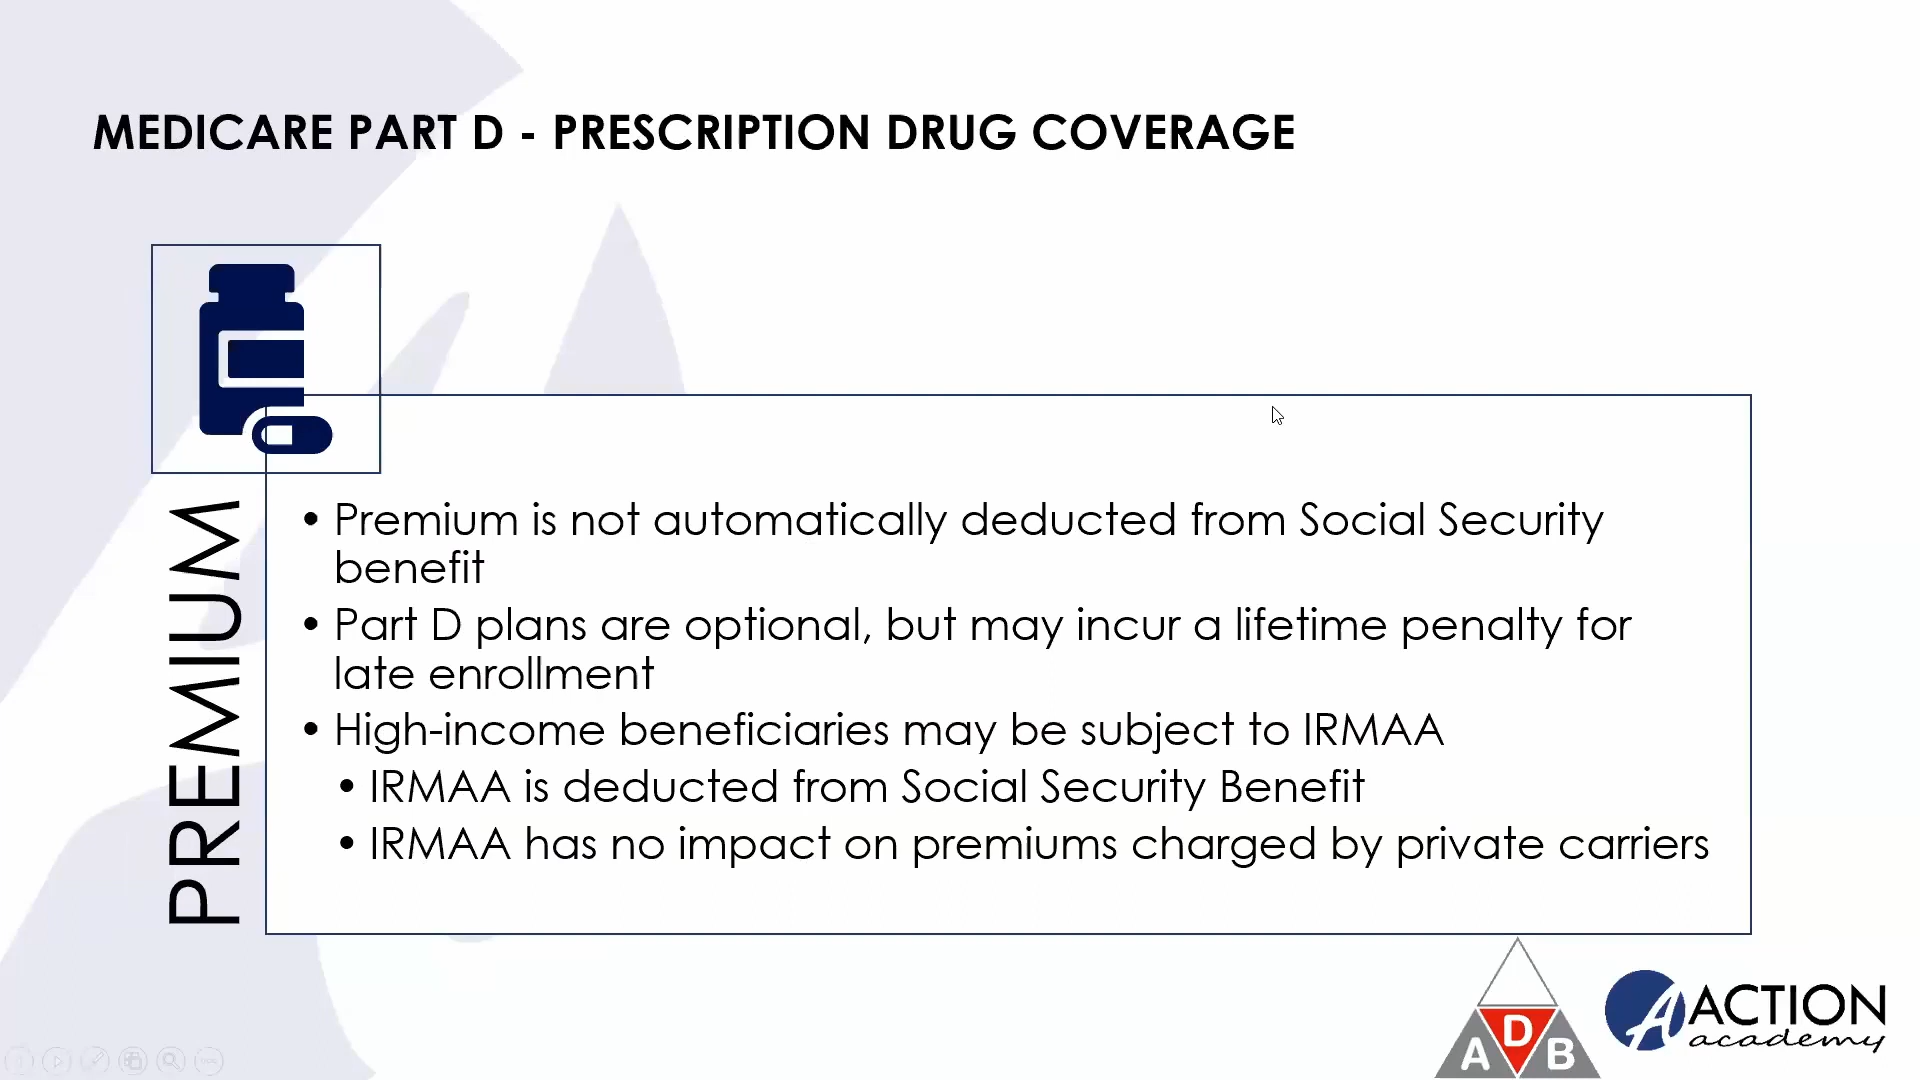 MEDICARE PART D - PRESCRIPTION DRUG COVERAGE
PREMIUM
• Premium is not automatically deducted from Social Security
benefit
• Part D plans are optional, but may incur a lifetime penalty for
late enrollment
• High-income beneficiaries may be subject to IRMAA
• IRMAA is deducted from Social Security Benefit
• IRMAA has no impact on premiums charged by private carriers
A D B
A ACTION
academy